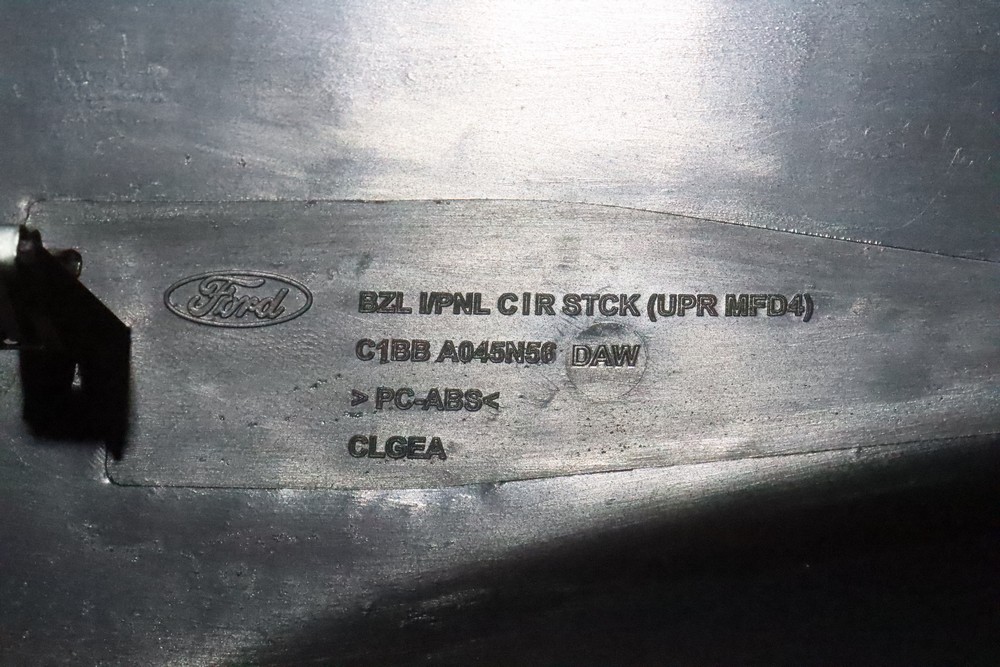 Ford
BZL I/PNL C I R STCK (UPR MFD4)
C1BB A045N56 DAW
> PC-ABS<
CLGEA